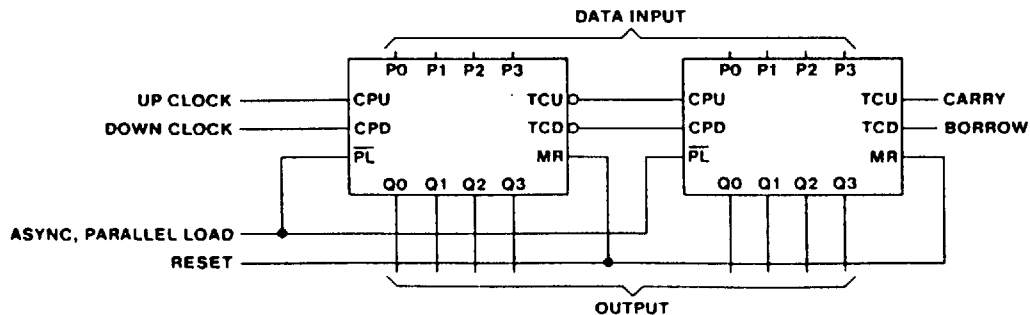 DATA INPUT
P0 P1 P2 P3 P0 P1 P2 P3
UP CLOCK CPU TCU CPU TCU CARRY
DOWN CLOCK CPD TCD CPD TCD BORROW
PL MR PL MR
Q0 Q1 Q2 Q3 Q0 Q1 Q2 Q3
ASYNC, PARALLEL LOAD
RESET
OUTPUT